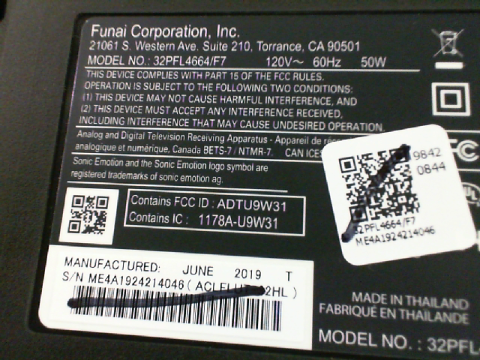 Funai Corporation, Inc.
21061 S. Western Ave. Suite 210, Torrance, CA 90501
MODEL NO.: 32PFL4664/F7 120V~ 60Hz 50W
THIS DEVICE COMPLIES WITH PART 15 OF THE FCC RULES.
OPERATION IS SUBJECT TO THE FOLLOWING TWO CONDITIONS:
(1) THIS DEVICE MAY NOT CAUSE HARMFUL INTERFERENCE, AND
(2) THIS DEVICE MUST ACCEPT ANY INTERFERENCE RECEIVED,
INCLUDING INTERFERENCE THAT MAY CAUSE UNDESIRED OPERATION.
Analog and Digital Television Receiving Apparatus - Appareil de
analogique et numérique, Canada BETS-7 / NTMR-7. CAN ICES
Sonic Emotion and the Sonic Emotion logo symbol are
registered trademarks of sonic emotion ag.
Contains FCC ID : ADTU9W31
Contains IC : 1178A-U9W31
9842
0844
32PFL4664/F7
ME4A1924214046
FC
UL
MANUFACTURED: JUNE 2019 T
S/N ME4A1924214046 ( 2HL )
MADE IN THAILAND
FABRIQUÉ EN THAÏLANDE
MODEL NO. : 32PFL